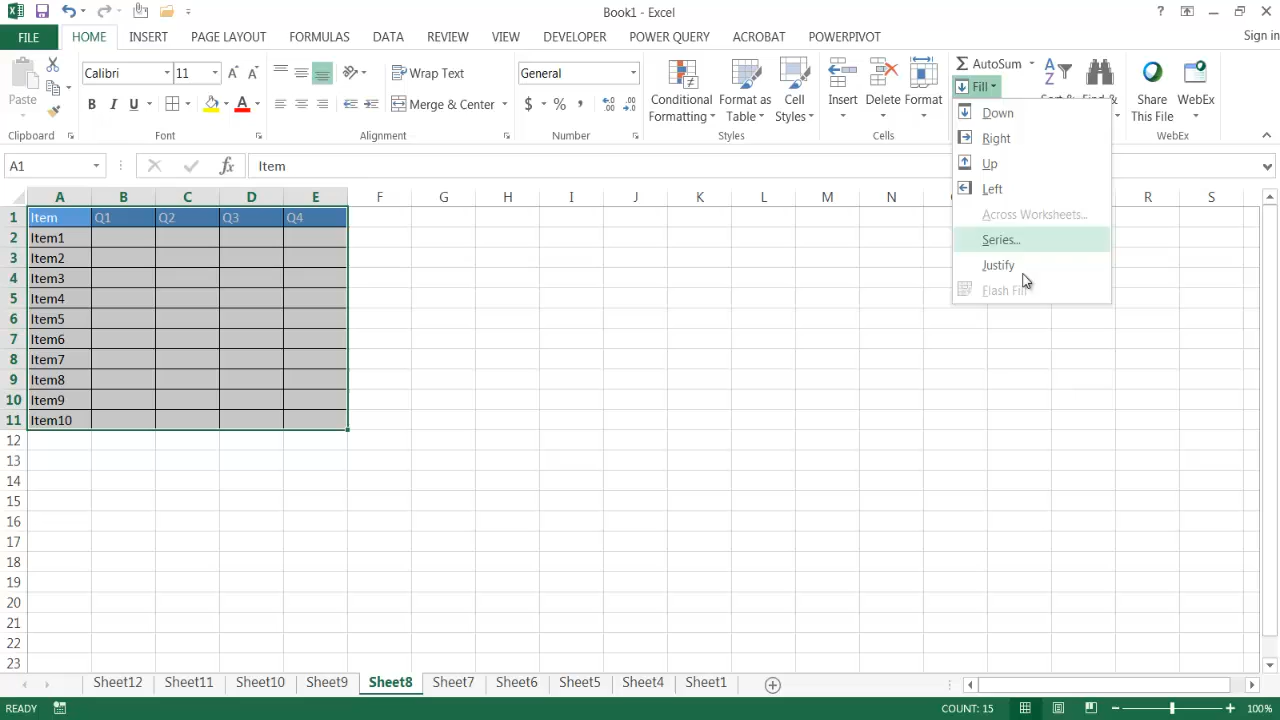 Book1 - Excel
?
FILE HOME INSERT PAGE LAYOUT FORMULAS DATA REVIEW VIEW DEVELOPER POWER QUERY ACROBAT POWERPIVOT Sign in
Paste
Calibri 11
Wrap Text
General
Conditional Formatting
Format as Table
Cell Styles
Insert
Delete
Format
AutoSum
Fill
Share This File
WebEx
B I U
Merge & Center
$ % ,
Clipboard Font Alignment Number Styles Cells WebEx
Down
Right
Up
Left
Across Worksheets...
Series...
Justify
Flash Fill
A1 fx Item
A B C D E F G H I J K L M N R S
1 Item Q1 Q2 Q3 Q4
2 Item1
3 Item2
4 Item3
5 Item4
6 Item5
7 Item6
8 Item7
9 Item8
10 Item9
11 Item10
12
13
14
15
16
17
18
19
20
21
22
23
Sheet12 Sheet11 Sheet10 Sheet9 Sheet8 Sheet7 Sheet6 Sheet5 Sheet4 Sheet1
READY COUNT: 15 100%